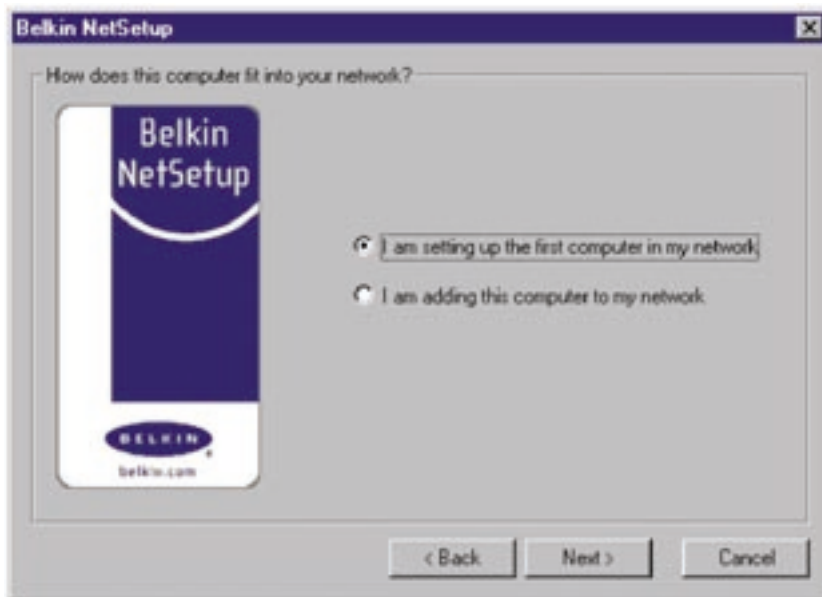 Belkin NetSetup
How does this computer fit into your network?
Belkin
NetSetup
I am setting up the first computer in my network
I am adding this computer to my network
BELKIN
belkin.com
< Back
Next >
Cancel